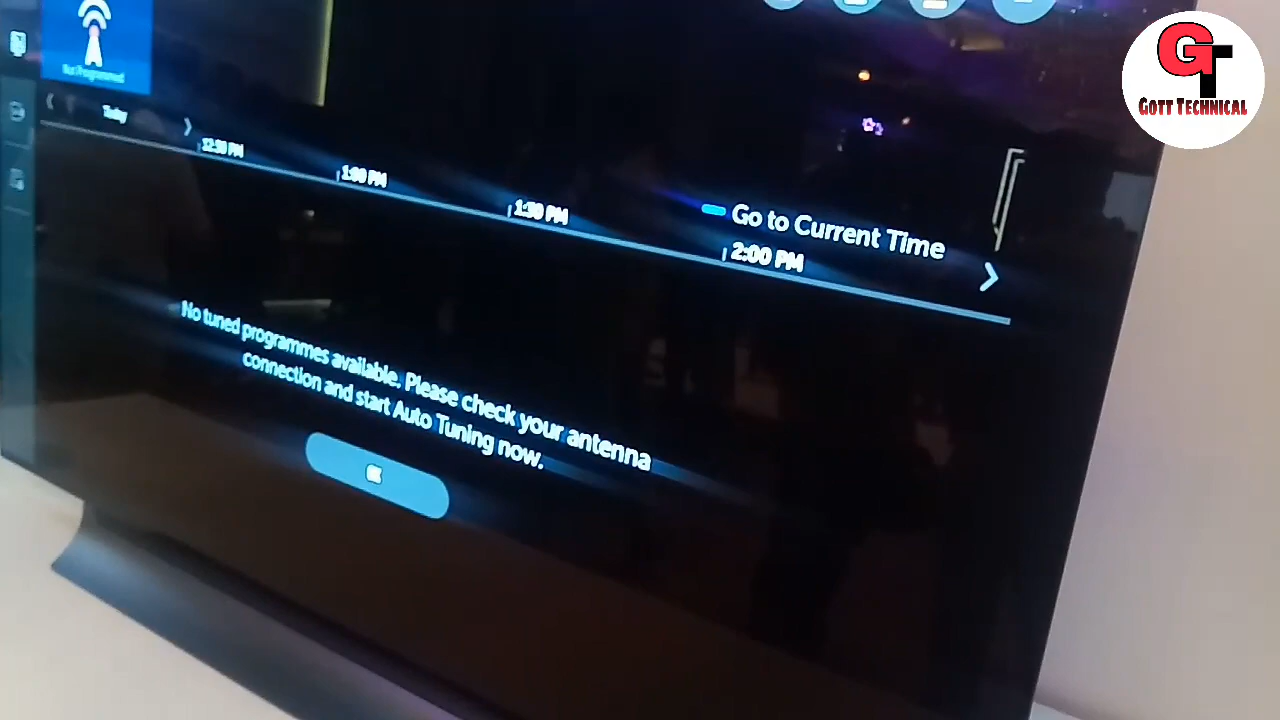 GT
GOTT TECHNICAL
Not Programmed
Today
12:30 PM
1:00 PM
1:30 PM
2:00 PM
Go to Current Time
No tuned programmes available. Please check your antenna
connection and start Auto Tuning now.
OK